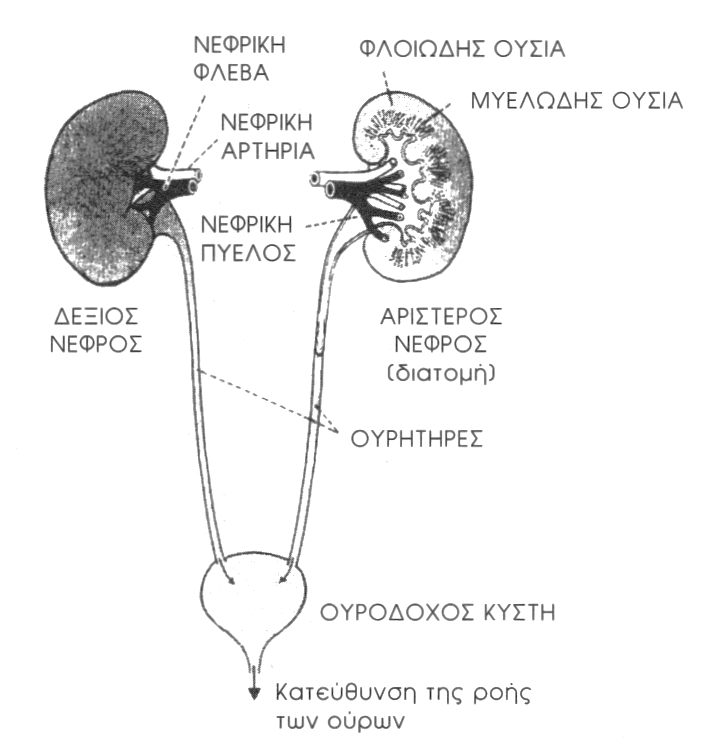 ΝΕΦΡΙΚΗ
ΦΛΕΒΑ
ΦΛΟΙΩΔΗΣ ΟΥΣΙΑ
ΜΥΕΛΩΔΗΣ ΟΥΣΙΑ
ΝΕΦΡΙΚΗ
ΑΡΤΗΡΙΑ
ΝΕΦΡΙΚΗ
ΠΥΕΛΟΣ
ΔΕΞΙΟΣ
ΝΕΦΡΟΣ
ΑΡΙΣΤΕΡΟΣ
ΝΕΦΡΟΣ
(διατομή)
ΟΥΡΗΤΗΡΕΣ
ΟΥΡΟΔΟΧΟΣ ΚΥΣΤΗ
Κατεύθυνση της ροής
των ούρων